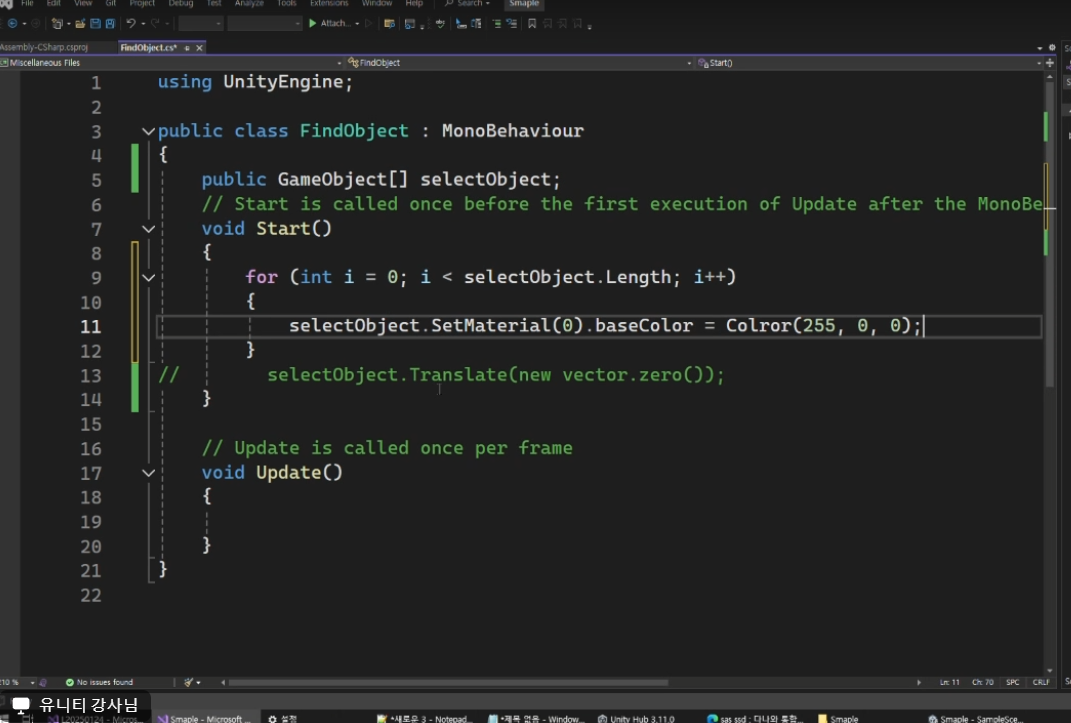 File Edit View Git Project Debug Test Analyze Tools Extensions Window Help Search Smaple
Attach...
Assembly-CSharp.csproj FindObject.cs*
Miscellaneous Files FindObject Start()
1 using UnityEngine;
2
3 public class FindObject : MonoBehaviour
4 {
5 public GameObject[] selectObject;
6 // Start is called once before the first execution of Update after the MonoBe
7 void Start()
8 {
9 for (int i = 0; i < selectObject.Length; i++)
10 {
11 selectObject.SetMaterial(0).baseColor = Colror(255, 0, 0);
12 }
13 // selectObject.Translate(new vector.zero());
14 }
15
16 // Update is called once per frame
17 void Update()
18 {
19
20 }
21 }
22
No issues found Ln: 11 Ch: 70 SPC CRLF
유니티 강사님
Smaple - Microsoft ... 설정 *새로운 3 - Notepad... *제목 없음 - Window... Unity Hub 3.11.0 sas ssd : 다나와 통합... Smaple Smaple - SampleSce...